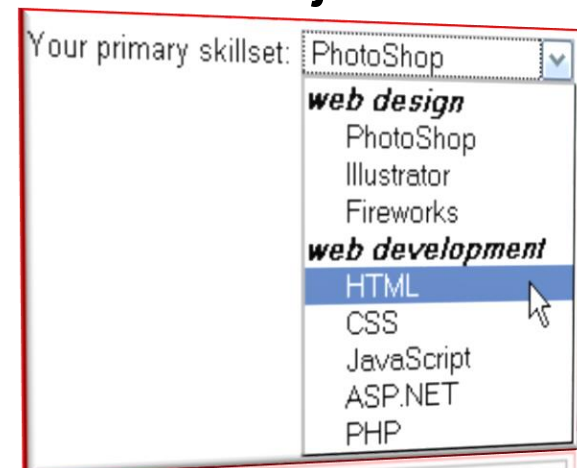 Your primary skillset: PhotoShop
web design
PhotoShop
Illustrator
Fireworks
web development
HTML
CSS
JavaScript
ASP.NET
PHP